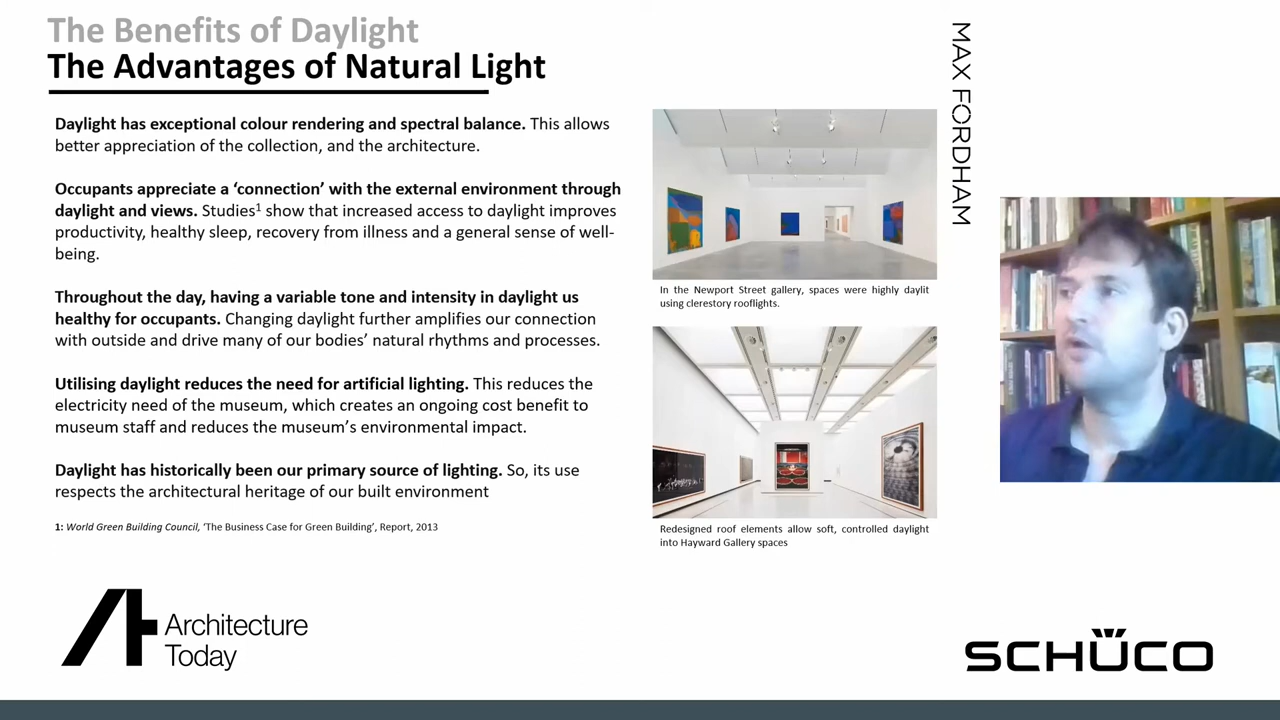 The Benefits of Daylight
The Advantages of Natural Light
Daylight has exceptional colour rendering and spectral balance. This allows
better appreciation of the collection, and the architecture.
Occupants appreciate a ‘connection’ with the external environment through
daylight and views. Studies¹ show that increased access to daylight improves
productivity, healthy sleep, recovery from illness and a general sense of well-
being.
Throughout the day, having a variable tone and intensity in daylight us
healthy for occupants. Changing daylight further amplifies our connection
with outside and drive many of our bodies’ natural rhythms and processes.
Utilising daylight reduces the need for artificial lighting. This reduces the
electricity need of the museum, which creates an ongoing cost benefit to
museum staff and reduces the museum’s environmental impact.
Daylight has historically been our primary source of lighting. So, its use
respects the architectural heritage of our built environment
1: World Green Building Council, ‘The Business Case for Green Building’, Report, 2013
In the Newport Street gallery, spaces were highly daylit
using clerestory rooflights.
Redesigned roof elements allow soft, controlled daylight
into Hayward Gallery spaces
MAX FORDHAM
Architecture
Today
SCHÜCO